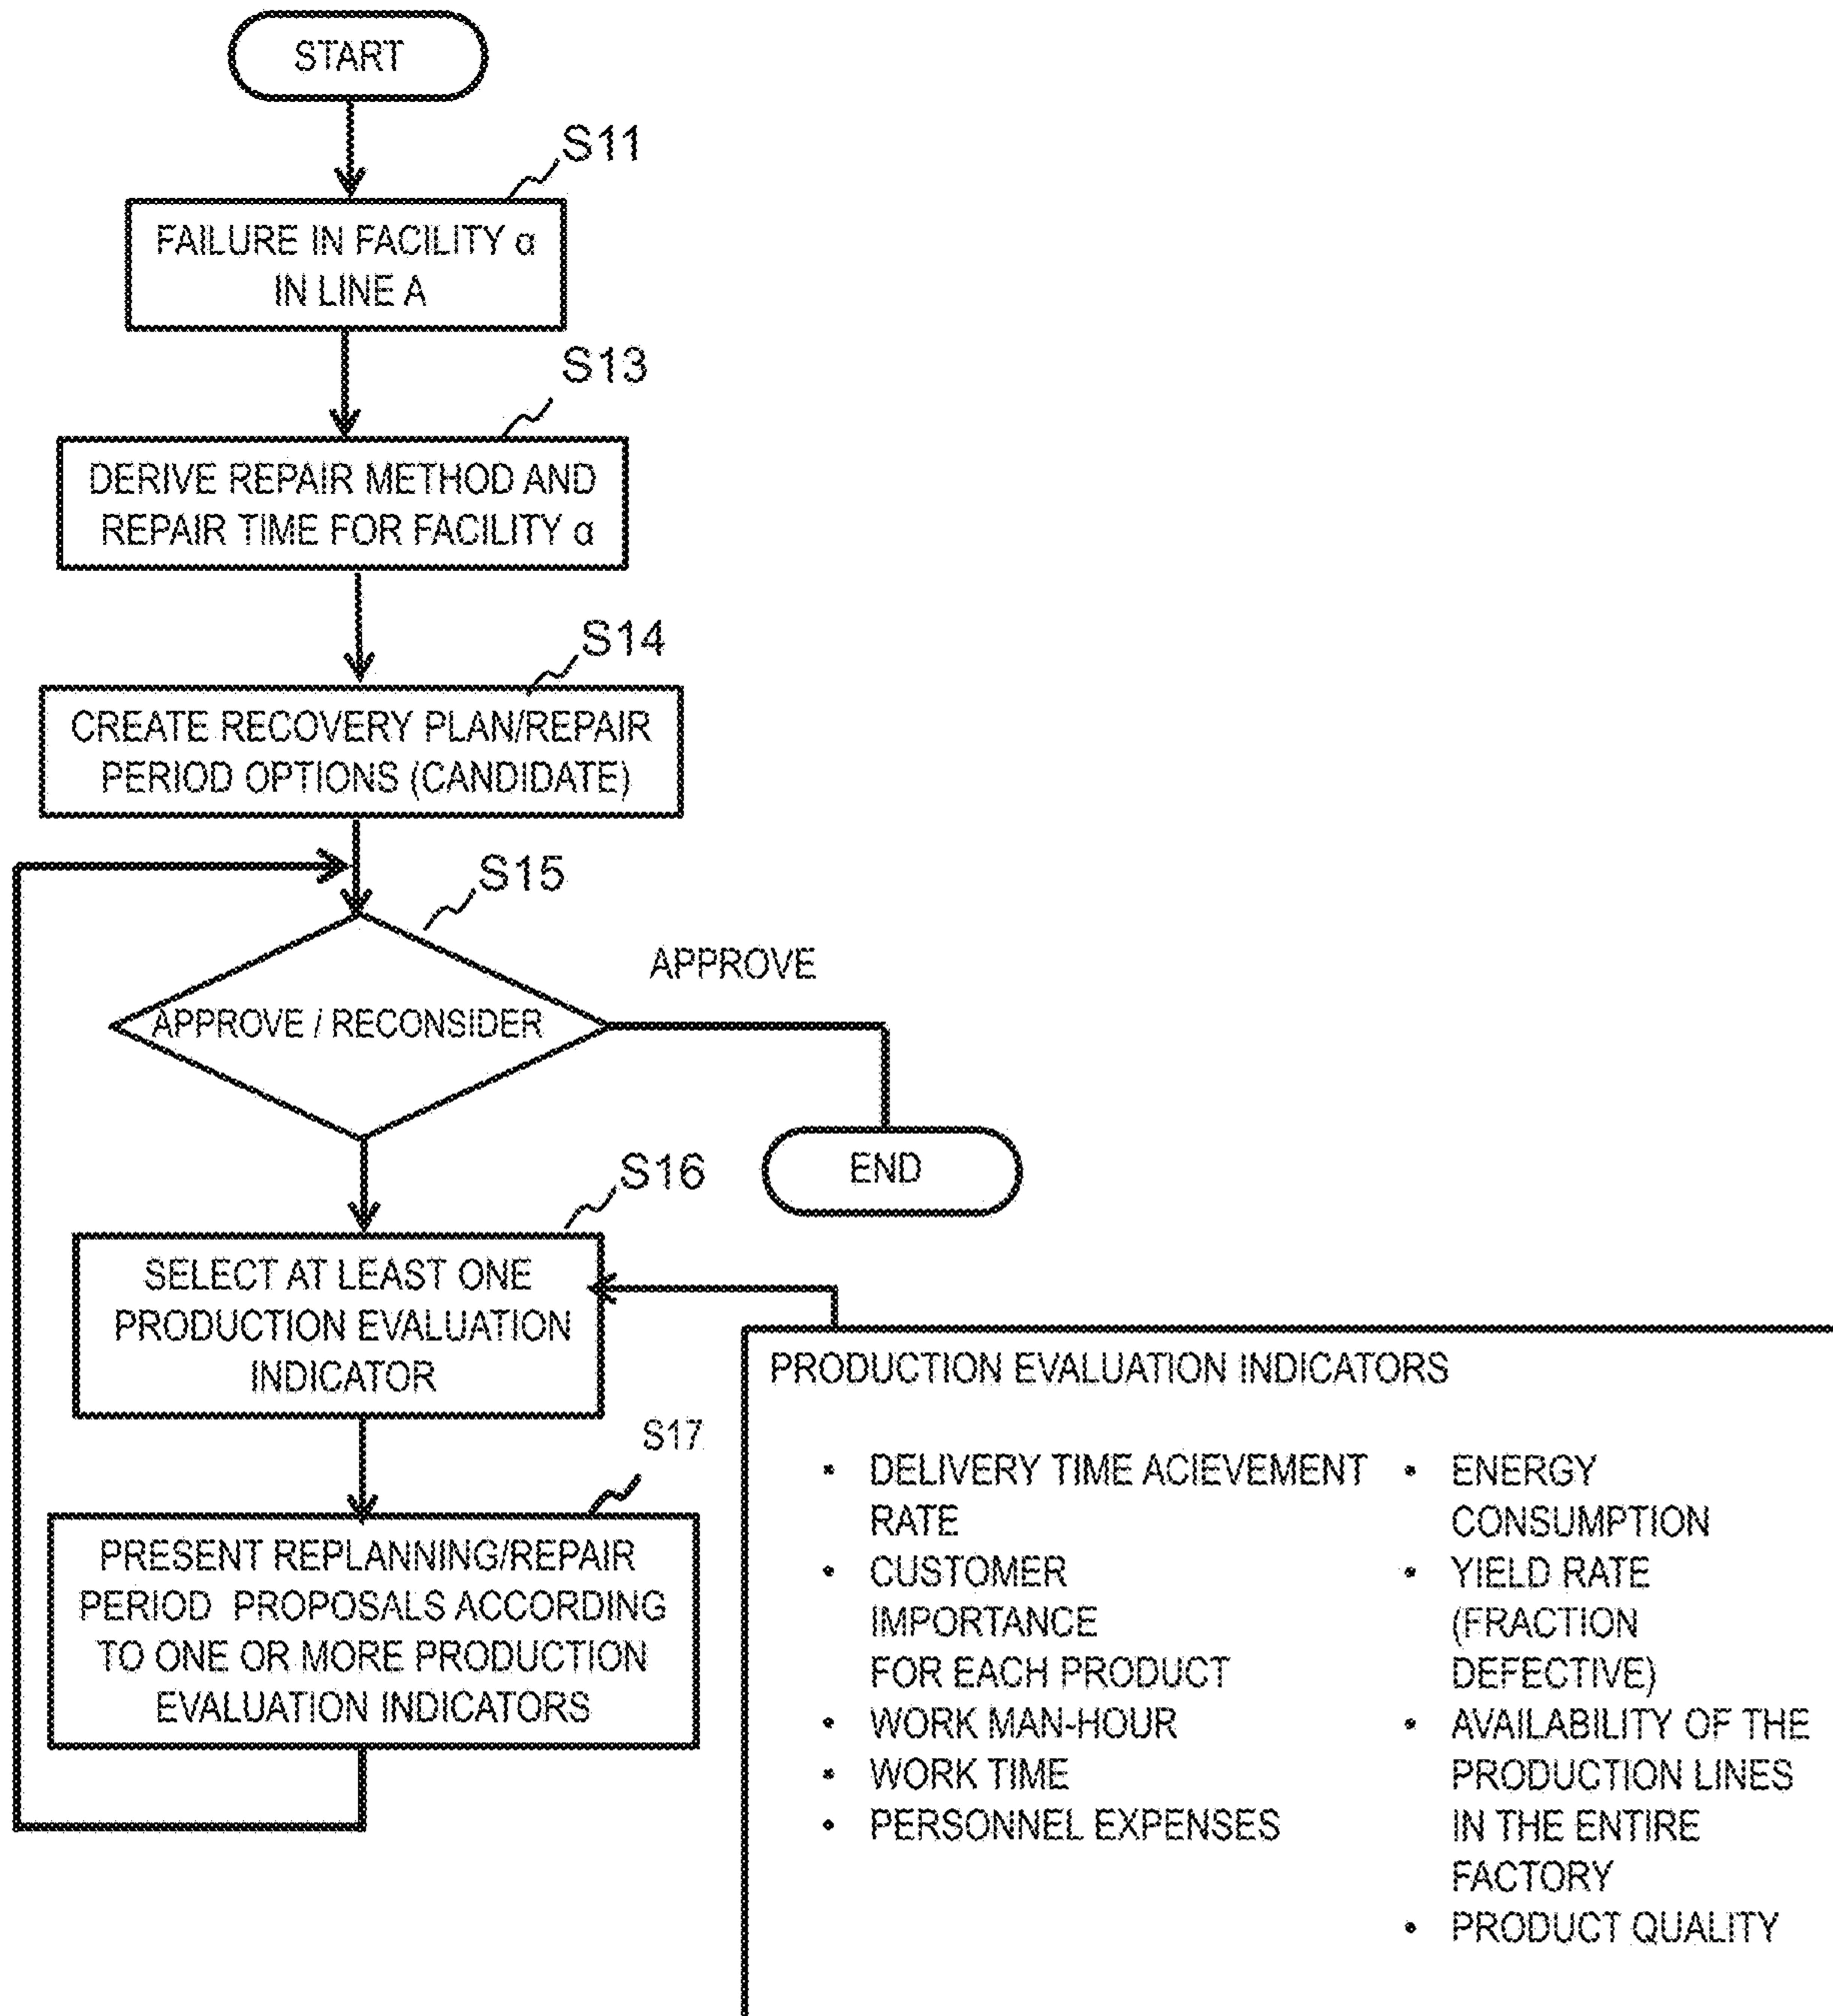 START
S11
FAILURE IN FACILITY α
IN LINE A
S13
DERIVE REPAIR METHOD AND
REPAIR TIME FOR FACILITY α
S14
CREATE RECOVERY PLAN/REPAIR
PERIOD OPTIONS (CANDIDATE)
S15
APPROVE / RECONSIDER
APPROVE
END
S16
SELECT AT LEAST ONE
PRODUCTION EVALUATION
INDICATOR
S17
PRESENT REPLANNING/REPAIR
PERIOD PROPOSALS ACCORDING
TO ONE OR MORE PRODUCTION
EVALUATION INDICATORS
PRODUCTION EVALUATION INDICATORS
• DELIVERY TIME ACIEVEMENT
RATE
• CUSTOMER
IMPORTANCE
FOR EACH PRODUCT
• WORK MAN-HOUR
• WORK TIME
• PERSONNEL EXPENSES
• ENERGY
CONSUMPTION
• YIELD RATE
(FRACTION
DEFECTIVE)
• AVAILABILITY OF THE
PRODUCTION LINES
IN THE ENTIRE
FACTORY
• PRODUCT QUALITY